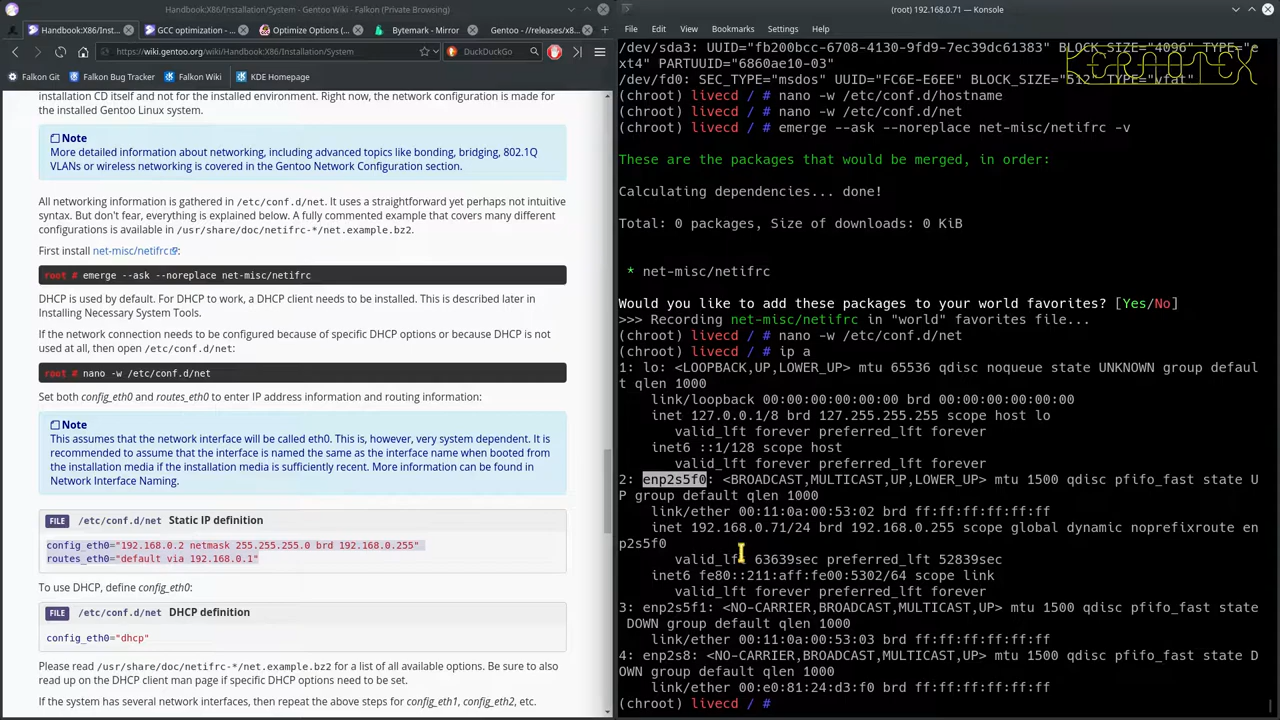 Handbook:X86/Installation/System - Gentoo Wiki - Falkon (Private Browsing)
Handbook:X86/Inst...
GCC optimization - ...
Optimize Options (...
Bytemark - Mirror
Gentoo - /releases/x8...
https://wiki.gentoo.org/wiki/Handbook:X86/Installation/System
DuckDuckGo
Falkon Git
Falkon Bug Tracker
Falkon Wiki
KDE Homepage
installation CD itself and not for the installed environment. Right now, the network configuration is made for
the installed Gentoo Linux system.
Note
More detailed information about networking, including advanced topics like bonding, bridging, 802.1Q
VLANs or wireless networking is covered in the Gentoo Network Configuration section.
All networking information is gathered in /etc/conf.d/net. It uses a straightforward yet perhaps not intuitive
syntax. But don't fear, everything is explained below. A fully commented example that covers many different
configurations is available in /usr/share/doc/netifrc-*/net.example.bz2.
First install net-misc/netifrc:
root # emerge --ask --noreplace net-misc/netifrc
DHCP is used by default. For DHCP to work, a DHCP client needs to be installed. This is described later in
Installing Necessary System Tools.
If the network connection needs to be configured because of specific DHCP options or because DHCP is not
used at all, then open /etc/conf.d/net:
root # nano -w /etc/conf.d/net
Set both config_eth0 and routes_eth0 to enter IP address information and routing information:
Note
This assumes that the network interface will be called eth0. This is, however, very system dependent. It is
recommended to assume that the interface is named the same as the interface name when booted from
the installation media if the installation media is sufficiently recent. More information can be found in
Network Interface Naming.
FILE /etc/conf.d/net Static IP definition
config_eth0="192.168.0.2 netmask 255.255.255.0 brd 192.168.0.255"
routes_eth0="default via 192.168.0.1"
To use DHCP, define config_eth0:
FILE /etc/conf.d/net DHCP definition
config_eth0="dhcp"
Please read /usr/share/doc/netifrc-*/net.example.bz2 for a list of all available options. Be sure to also
read up on the DHCP client man page if specific DHCP options need to be set.
If the system has several network interfaces, then repeat the above steps for config_eth1, config_eth2, etc.
(root) 192.168.0.71 — Konsole
File Edit View Bookmarks Settings Help
KERNOTEX
/dev/sda3: UUID="fb200bcc-6708-4130-9fd9-7ec39dc61383" BLOCK_SIZE="4096" TYPE="e
xt4" PARTUUID="6860ae10-03"
/dev/fd0: SEC_TYPE="msdos" UUID="FC6E-E6EE" BLOCK_SIZE="512" TYPE="vfat"
(chroot) livecd / # nano -w /etc/conf.d/hostname
(chroot) livecd / # nano -w /etc/conf.d/net
(chroot) livecd / # emerge --ask --noreplace net-misc/netifrc -v
These are the packages that would be merged, in order:
Calculating dependencies... done!
Total: 0 packages, Size of downloads: 0 KiB
* net-misc/netifrc
Would you like to add these packages to your world favorites? [Yes/No]
>>> Recording net-misc/netifrc in "world" favorites file...
(chroot) livecd / # nano -w /etc/conf.d/net
(chroot) livecd / # ip a
1: lo: <LOOPBACK,UP,LOWER_UP> mtu 65536 qdisc noqueue state UNKNOWN group defaul
t qlen 1000
link/loopback 00:00:00:00:00:00 brd 00:00:00:00:00:00
inet 127.0.0.1/8 brd 127.255.255.255 scope host lo
valid_lft forever preferred_lft forever
inet6 ::1/128 scope host
valid_lft forever preferred_lft forever
2: enp2s5f0: <BROADCAST,MULTICAST,UP,LOWER_UP> mtu 1500 qdisc pfifo_fast state U
P group default qlen 1000
link/ether 00:11:0a:00:53:02 brd ff:ff:ff:ff:ff:ff
inet 192.168.0.71/24 brd 192.168.0.255 scope global dynamic noprefixroute en
p2s5f0
valid_lft 63639sec preferred_lft 52839sec
inet6 fe80::211:aff:fe00:5302/64 scope link
valid_lft forever preferred_lft forever
3: enp2s5f1: <NO-CARRIER,BROADCAST,MULTICAST,UP> mtu 1500 qdisc pfifo_fast state
DOWN group default qlen 1000
link/ether 00:11:0a:00:53:03 brd ff:ff:ff:ff:ff:ff
4: enp2s8: <NO-CARRIER,BROADCAST,MULTICAST,UP> mtu 1500 qdisc pfifo_fast state D
OWN group default qlen 1000
link/ether 00:e0:81:24:d3:f0 brd ff:ff:ff:ff:ff:ff
(chroot) livecd / #